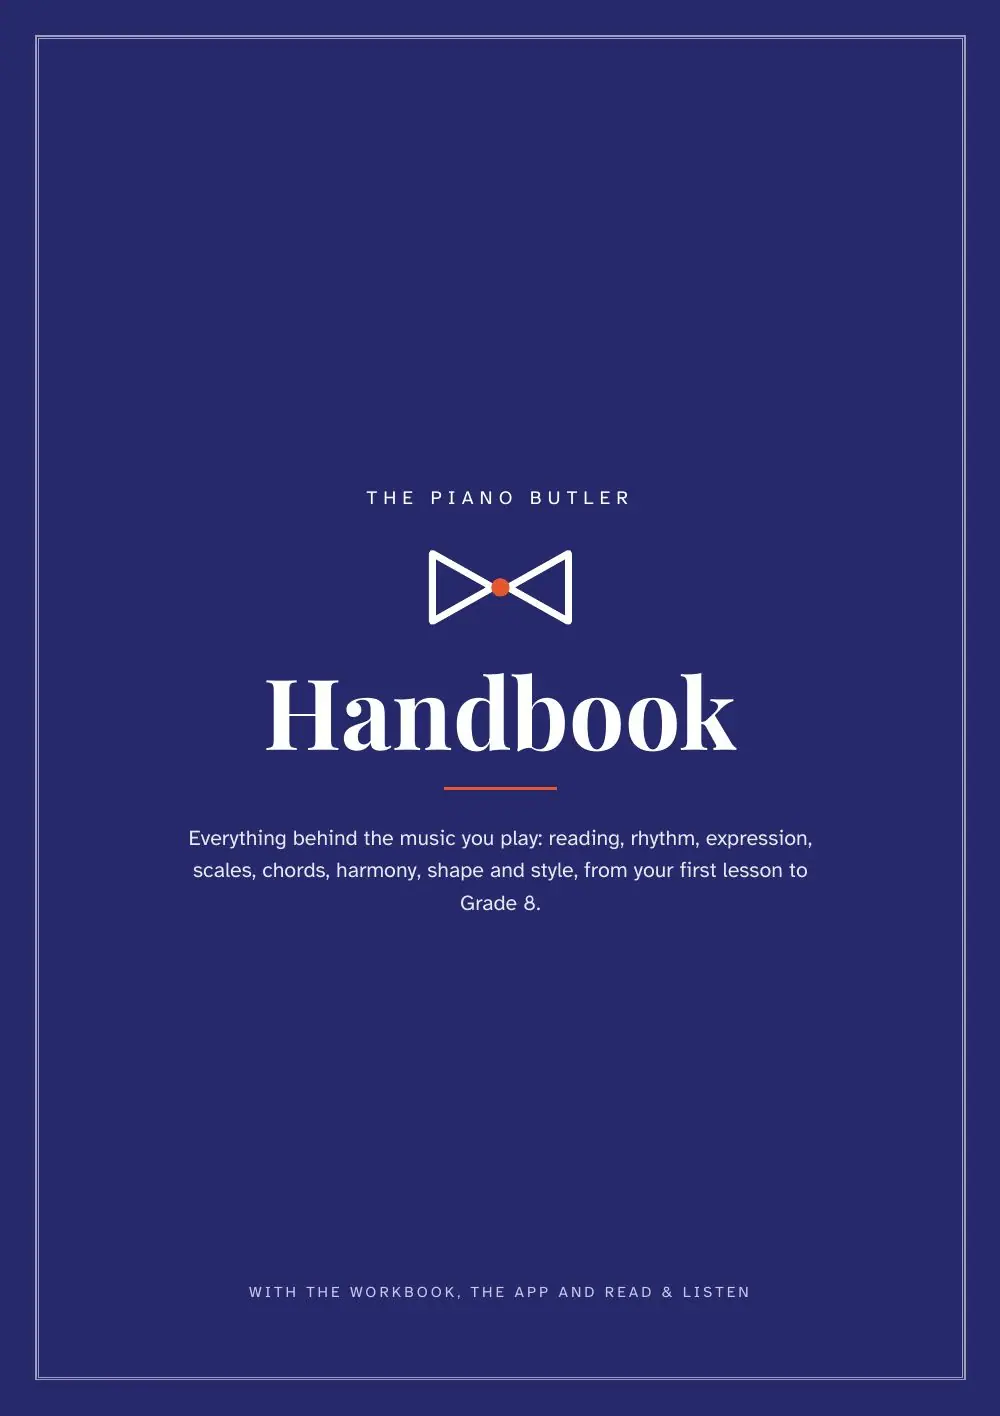 THE PIANO BUTLER
Handbook
Everything behind the music you play: reading, rhythm, expression,
scales, chords, harmony, shape and style, from your first lesson to
Grade 8.
WITH THE WORKBOOK, THE APP AND READ & LISTEN